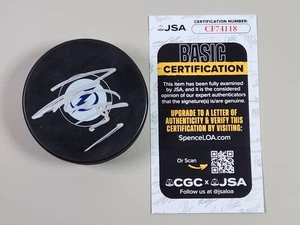 JSA
CERTIFICATION NUMBER:
CF74118
BASIC
CERTIFICATION
This item has been fully examined
by JSA, and it is the considered
opinion of our expert authenticators
that the signature(s) is/are genuine.
UPGRADE TO A LETTER OF
AUTHENTICITY & VERIFY THIS
CERTIFICATION BY VISITING:
SpenceLOA.com
Or Scan
CGC x JSA
Follow us at @jsaloa